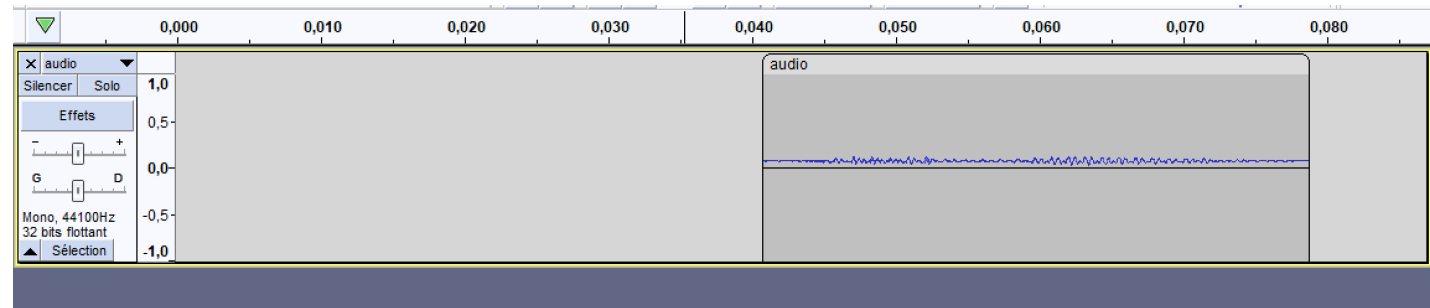 0,000 0,010 0,020 0,030 0,040 0,050 0,060 0,070 0,080
audio
audio
Silencer Solo
1,0
Effets
0,5
- +
0,0
G D
Mono, 44100Hz
-0,5
32 bits flottant
Sélection
-1,0